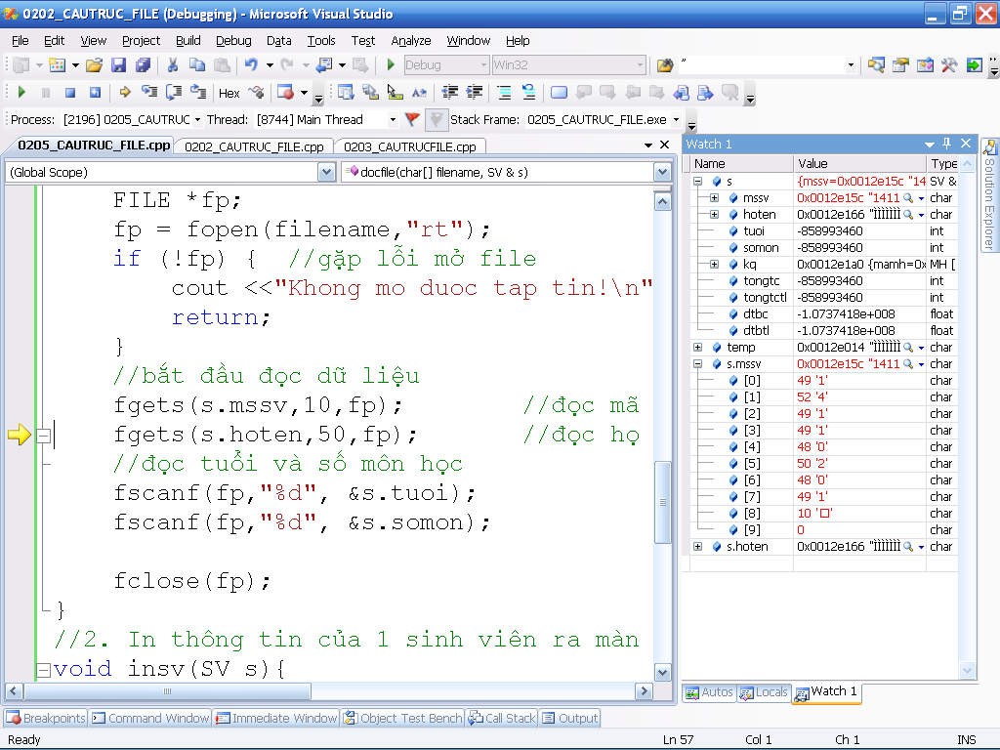 0202_CAUTRUC_FILE (Debugging) - Microsoft Visual Studio
File Edit View Project Build Debug Data Tools Test Analyze Window Help
Debug Win32 "
Hex
Process: [2196] 0205_CAUTRUC Thread: [8744] Main Thread Stack Frame: 0205_CAUTRUC_FILE.exe
0205_CAUTRUC_FILE.cpp 0202_CAUTRUC_FILE.cpp 0203_CAUTRUCFILE.cpp
(Global Scope) docfile(char[] filename, SV & s)
FILE *fp;
fp = fopen(filename,"rt");
if (!fp) { //gặp lỗi mở file
cout <<"Khong mo duoc tap tin!\n"
return;
}
//bắt đầu đọc dữ liệu
fgets(s.mssv,10,fp); //đọc mã
fgets(s.hoten,50,fp); //đọc họ
//đọc tuổi và số môn học
fscanf(fp,"%d", &s.tuoi);
fscanf(fp,"%d", &s.somon);
fclose(fp);
}
//2. In thông tin của 1 sinh viên ra màn
void insv(SV s){
Watch 1
Name Value Type
s {mssv=0x0012e15c "14 SV &
mssv 0x0012e15c "1411 char
hoten 0x0012e166 "ÌÌÌÌÌÌÌ char
tuoi -858993460 int
somon -858993460 int
kq 0x0012e1a0 {mamh=0x MH [
tongtc -858993460 int
tongtctl -858993460 int
dtbc -1.0737418e+008 float
dtbtl -1.0737418e+008 float
temp 0x0012e014 "ÌÌÌÌÌÌÌ char
s.mssv 0x0012e15c "1411 char
[0] 49 '1' char
[1] 52 '4' char
[2] 49 '1' char
[3] 49 '1' char
[4] 48 '0' char
[5] 50 '2' char
[6] 48 '0' char
[7] 49 '1' char
[8] 10 '□' char
[9] 0 char
s.hoten 0x0012e166 "ÌÌÌÌÌÌÌ char
Solution Explorer
Autos Locals Watch 1
Breakpoints Command Window Immediate Window Object Test Bench Call Stack Output
Ready Ln 57 Col 1 Ch 1 INS